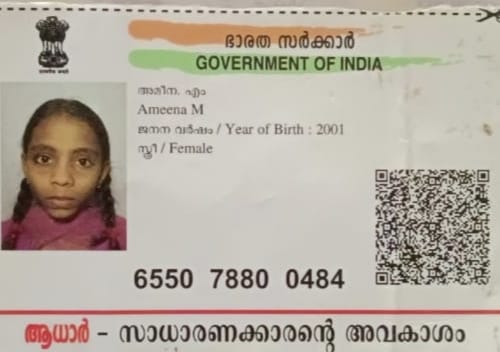 ഭാരത സർക്കാർ
GOVERNMENT OF INDIA
അമീന. എം
Ameena M
ജനന വർഷം / Year of Birth : 2001
സ്ത്രീ / Female
6550 7880 0484
ആധാർ - സാധാരണക്കാരന്റെ അവകാശം